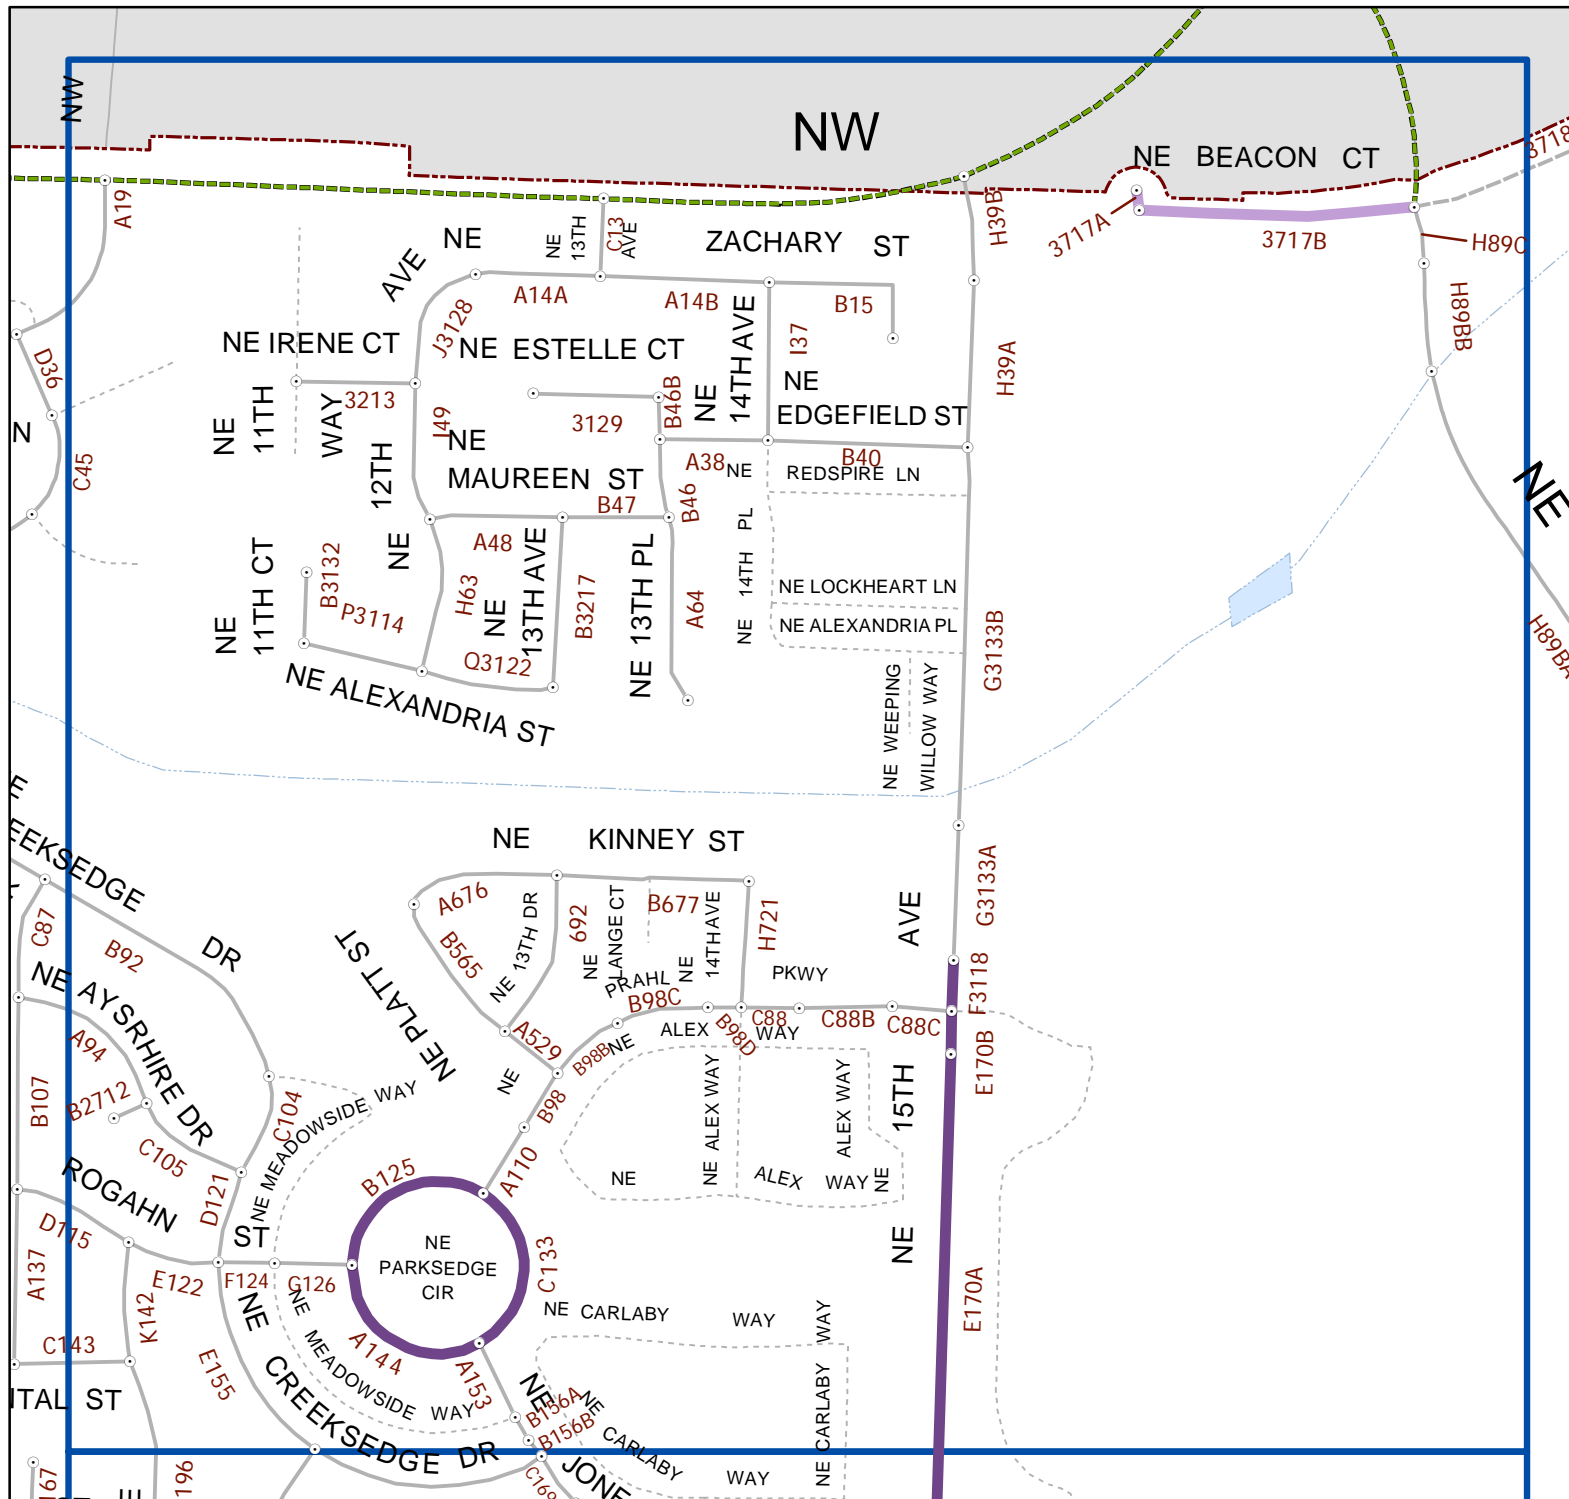 NW
NW
NE BEACON CT
3718
A19
NE 13TH AVE
C13
H39B
3717A
3717B
H89C
NE ZACHARY ST
AVE
A14A
A14B
B15
J3128
14TH AVE
NE
I37
H39A
H89BB
NE IRENE CT
NE ESTELLE CT
D36
3213
3129
B46B
NE
EDGEFIELD ST
NE
11TH
WAY
I49
NE
MAUREEN ST
12TH
NE
N
C45
A38
B40
NE REDSPIRE LN
B47
B46
NE 14TH PL
NE
A48
NE
11TH CT
B3132
P3114
H63
NE
13TH AVE
B3217
NE 13TH PL
A64
NE LOCKHEART LN
NE ALEXANDRIA PL
G3133B
H89BA
Q3122
NE ALEXANDRIA ST
NE WEEPING
WILLOW WAY
NE KINNEY ST
EEKSEDGE
DR
C87
B92
A676
NE 13TH DR
692
NE
LANGE CT
B677
NE
14TH AVE
H721
AVE
G3133A
B565
NE PLATT ST
PRAHL
PKWY
F3118
NE AYSRHIRE DR
A94
B98C
B98D
C88
C88B
C88C
A529
B98B
NE
ALEX
WAY
NE
B98
NE ALEX WAY
ALEX WAY
NE
15TH
NE
E170B
B107
B2712
C105
C104
NE MEADOWSIDE WAY
A110
NE
ALEX
WAY
ROGAHN
ST
D121
B125
D115
A137
E122
F124
G126
NE
PARKSEDGE
CIR
C133
E170A
K142
C143
NE
MEADOWSIDE WAY
A144
A153
NE CARLABY
WAY
WAY
NE CARLABY
E155
NE
CREEKSEDGE DR
ITAL ST
NE
B156A
B156B
NE
CARLABY
WAY
JONE
C169
167
196
E